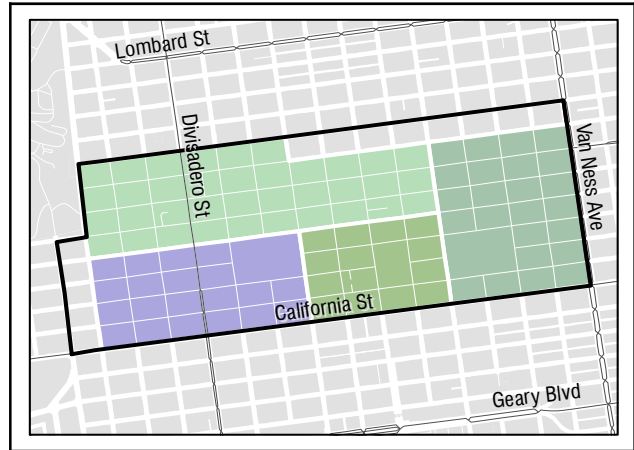 Lombard St
Divisadero St
Van Ness Ave
California St
Geary Blvd